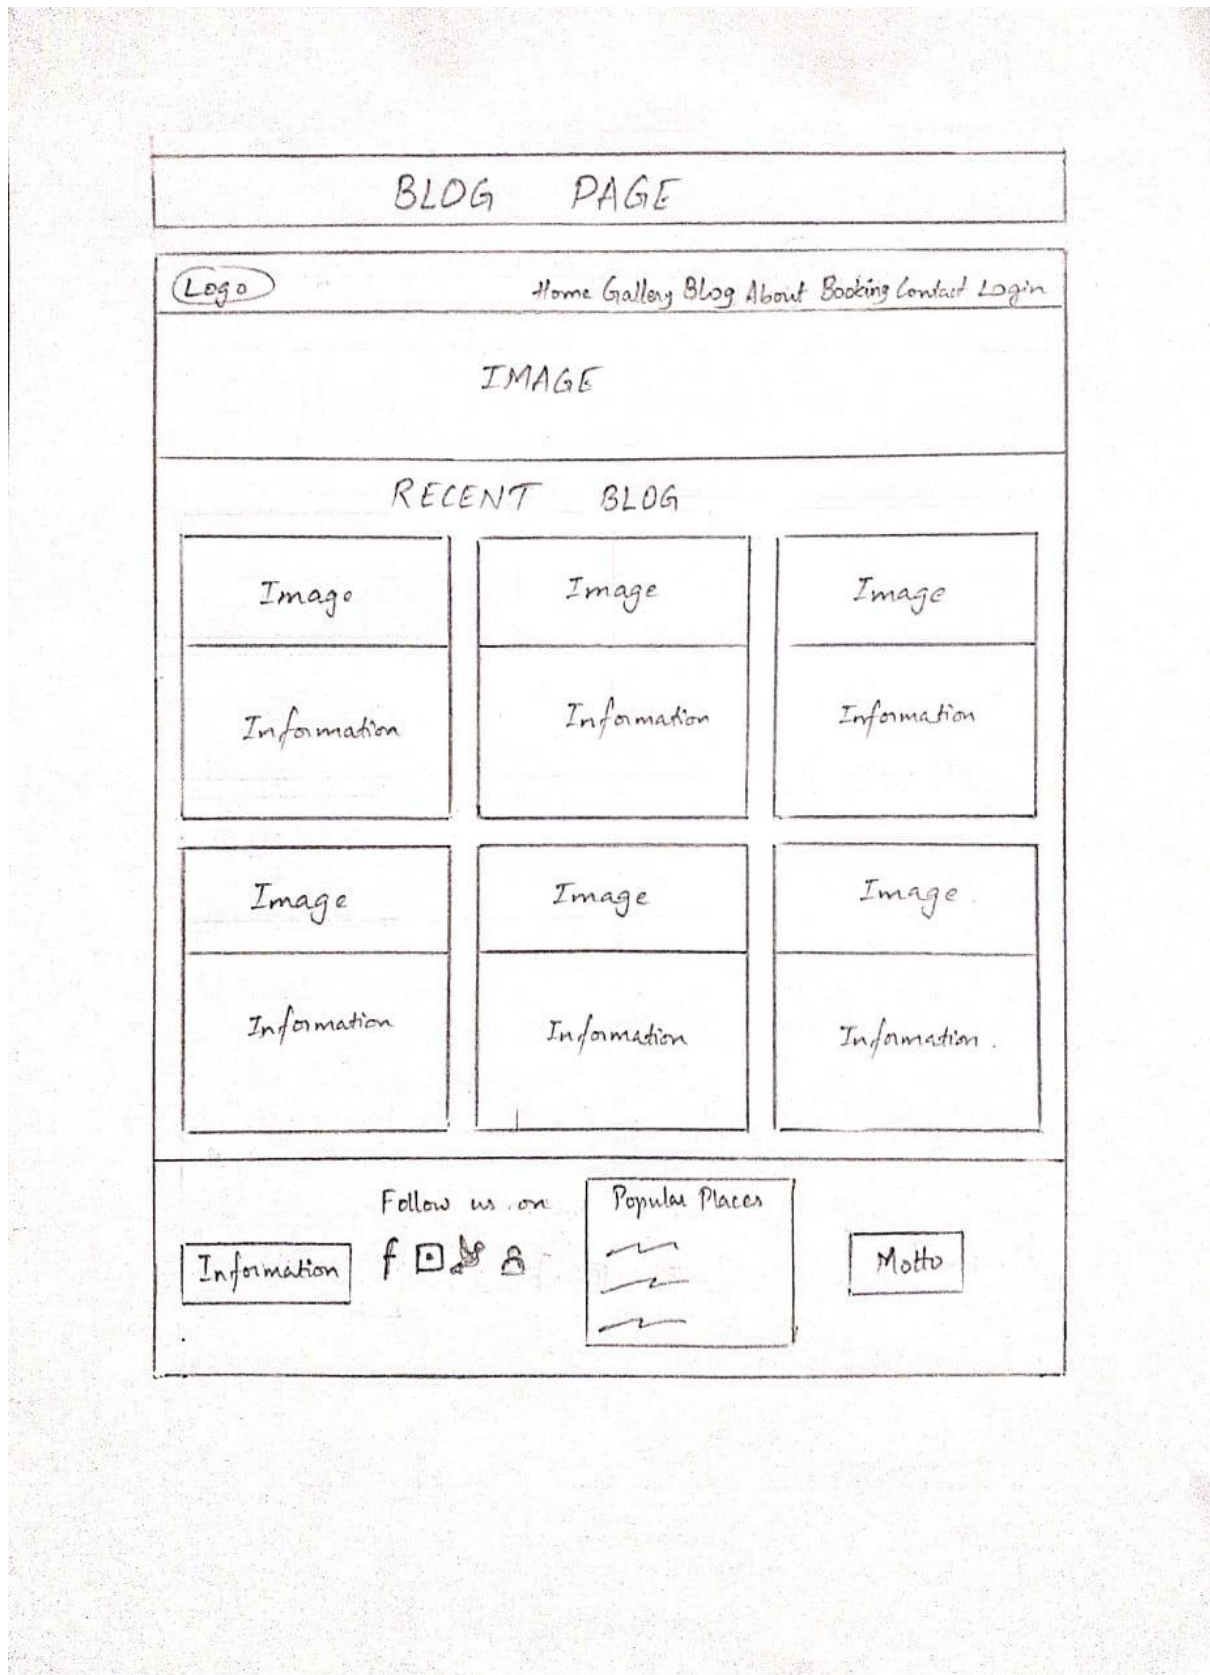 BLOG PAGE
Logo Home Gallery Blog About Booking Contact Login
IMAGE
RECENT BLOG
Image Image Image
Information Information Information
Image Image Image.
Information Information Information.
Follow us on Popular Places
Information f Motto